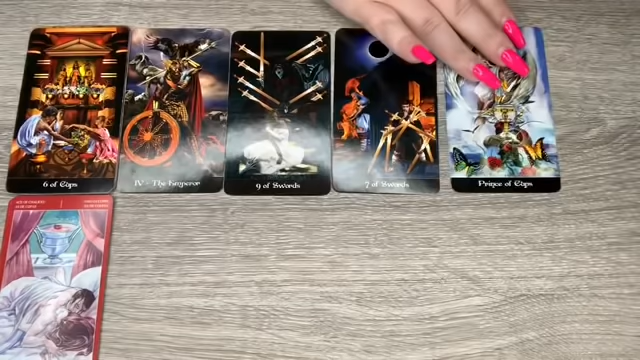 6 of Cups
IV - The Emperor
9 of Swords
7 of Swords
Prince of Cups